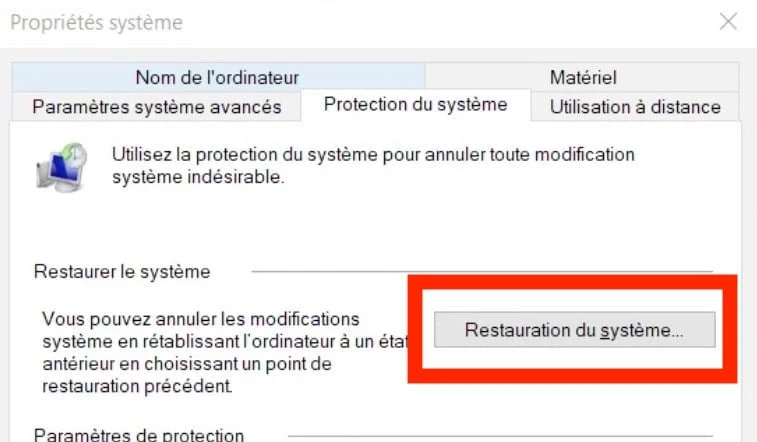 Propriétés système
Nom de l'ordinateur
Matériel
Paramètres système avancés
Protection du système
Utilisation à distance
Utilisez la protection du système pour annuler toute modification
système indésirable.
Restaurer le système
Vous pouvez annuler les modifications
système en rétablissant l'ordinateur à un état
antérieur en choisissant un point de
restauration précédent.
Restauration du système...
Paramètres de protection